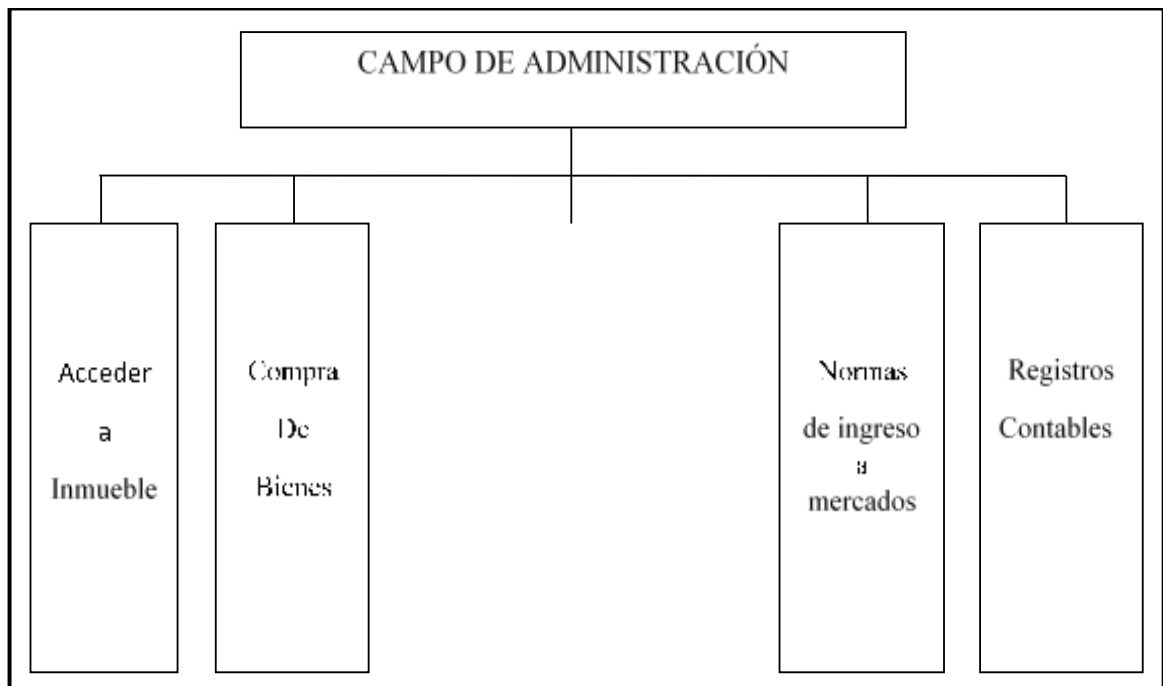 CAMPO DE ADMINISTRACIÓN
Acceder
a
Inmueble
Compra
De
Bienes
Normas
de ingreso
a
mercados
Registros
Contables